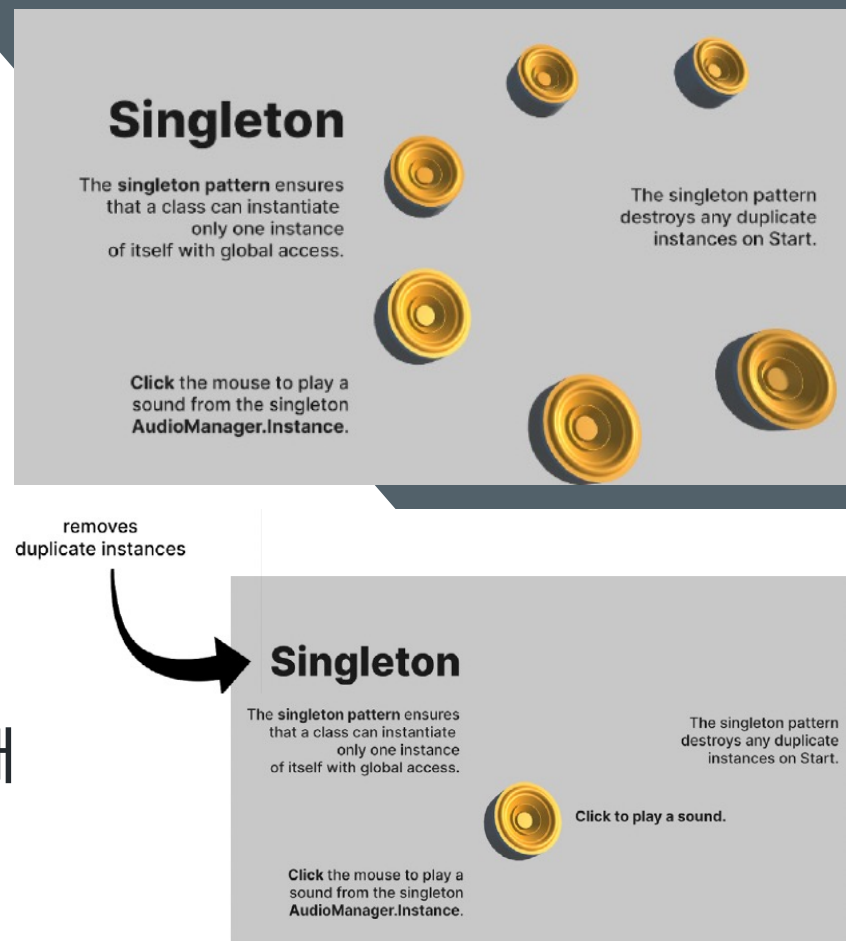 Singleton
The singleton pattern ensures
that a class can instantiate
only one instance
of itself with global access.
The singleton pattern
destroys any duplicate
instances on Start.
Click the mouse to play a
sound from the singleton
AudioManager.Instance.
removes
duplicate instances
Singleton
The singleton pattern ensures
that a class can instantiate
only one instance
of itself with global access.
The singleton pattern
destroys any duplicate
instances on Start.
Click to play a sound.
Click the mouse to play a
sound from the singleton
AudioManager.Instance.